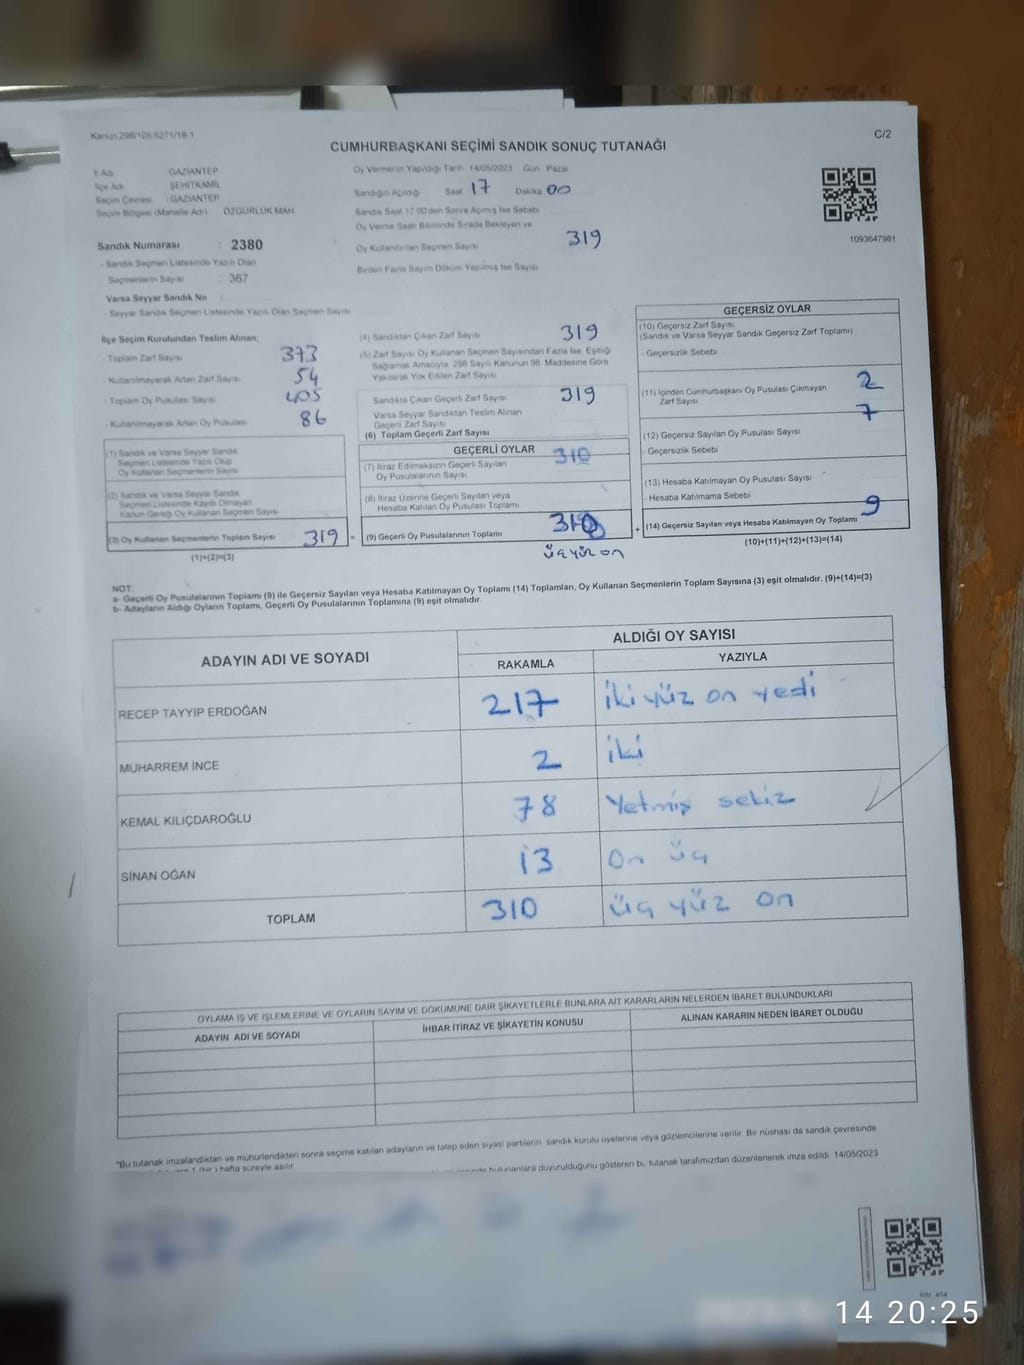 Kanun 298/105 6271/19-1
C/2
CUMHURBAŞKANI SEÇİMİ SANDIK SONUÇ TUTANAĞI
İl Adı GAZİANTEP
İlçe Adı ŞEHİTKAMİL
Seçim Çevresi : GAZİANTEP
Seçim Bölgesi (Mahalle Adı) ÖZGÜRLÜK MAH
Sandık Numarası : 2380
- Sandık Seçmen Listesinde Yazılı Olan
Seçmenlerin Sayısı : 367
Varsa Seyyar Sandık No :
- Seyyar Sandık Seçmen Listesinde Yazılı Olan Seçmen Sayısı
Oy Vermenin Yapıldığı Tarih 14/05/2023 Gün Pazar
Sandığın Açıldığı Saat 17 Dakika 00
Sandık Saat 17 00'den Sonra Açımış İse Sebebi
Oy Verme Saati Bitiminde Sırada Bekleyen ve
Oy Kullandırılan Seçmen Sayısı 319
Birden Fazla Sayım Döküm Yapılmış İse Sayısı
1093647981
İlçe Seçim Kurulundan Teslim Alınan;
- Toplam Zarf Sayısı 373
- Kullanılmayarak Artan Zarf Sayısı 54
- Toplam Oy Pusulası Sayısı 405
- Kullanılmayarak Artan Oy Pusulası 86
(1) Sandık ve Varsa Seyyar Sandık
Seçmen Listesinde Yazılı Olup
Oy Kullanan Seçmenlerin Sayısı
(2) Sandık ve Varsa Seyyar Sandık
Seçmen Listesinde Kayıtlı Olmayan
Kanun Gereği Oy Kullanan Seçmen Sayısı
(3) Oy Kullanan Seçmenlerin Toplam Sayısı 319 =
(1)+(2)=(3)
(4) Sandıktan Çıkan Zarf Sayısı 319
(5) Zarf Sayısı Oy Kullanan Seçmen Sayısından Fazla İse, Eşitliği
Sağlamak Amacıyla, 298 Sayılı Kanunun 98 Maddesine Göre
Yakılarak Yok Edilen Zarf Sayısı
Sandıkta Çıkan Geçerli Zarf Sayısı 319
Varsa Seyyar Sandıktan Teslim Alınan
Geçerli Zarf Sayısı
(6) Toplam Geçerli Zarf Sayısı
GEÇERLİ OYLAR
(7) İtiraz Edilmeksizin Geçerli Sayılan 310
Oy Pusulasının Sayısı
(8) İtiraz Üzerine Geçerli Sayılan veya
Hesaba Katılan Oy Pusulası Toplamı
(9) Geçerli Oy Pusulalarının Toplamı 310 +
üç yüz on
GEÇERSİZ OYLAR
(10) Geçersiz Zarf Sayısı
(Sandık ve Varsa Seyyar Sandık Geçersiz Zarf Toplamı)
- Geçersizlik Sebebi
(11) İçinden Cumhurbaşkanı Oy Pusulası Çıkmayan 2
Zarf Sayısı
7
(12) Geçersiz Sayılan Oy Pusulası Sayısı
- Geçersizlik Sebebi
(13) Hesaba Katılmayan Oy Pusulası Sayısı
- Hesaba Katılmama Sebebi
(14) Geçersiz Sayılan veya Hesaba Katılmayan Oy Toplamı 9
(10)+(11)+(12)+(13)=(14)
NOT:
a- Geçerli Oy Pusulalarının Toplamı (9) ile Geçersiz Sayılan veya Hesaba Katılmayan Oy Toplamı (14) Toplamları, Oy Kullanan Seçmenlerin Toplam Sayısına (3) eşit olmalıdır. (9)+(14)=(3)
b- Adayların Aldığı Oyların Toplamı, Geçerli Oy Pusulalarının Toplamına (9) eşit olmalıdır.
ADAYIN ADI VE SOYADI
ALDIĞI OY SAYISI
RAKAMLA YAZIYLA
RECEP TAYYİP ERDOĞAN 217 iki yüz on yedi
MUHARREM İNCE 2 iki
KEMAL KILIÇDAROĞLU 78 Yetmiş sekiz
SİNAN OĞAN 13 On üç
TOPLAM 310 üç yüz on
OYLAMA İŞ VE İŞLEMLERİNE VE OYLARIN SAYIM VE DÖKÜMÜNE DAİR ŞİKAYETLERLE BUNLARA AİT KARARLARIN NELERDEN İBARET BULUNDUKLARI
ADAYIN ADI VE SOYADI İHBAR İTİRAZ VE ŞİKAYETİN KONUSU ALINAN KARARIN NEDEN İBARET OLDUĞU
*Bu tutanak imzalandıktan ve mühürlendikten sonra seçime katılan adayların ve talep eden siyasi partilerin sandık kurulu üyelerine veya gözlemcilerine verilir. Bir nüshası da sandık çevresinde
1 (bir) hafta süreyle asılır.
bulunanlara duyurulduğunu gösteren bu tutanak tarafımızdan düzenlenerek imza edildi. 14/05/2023
14 20:25